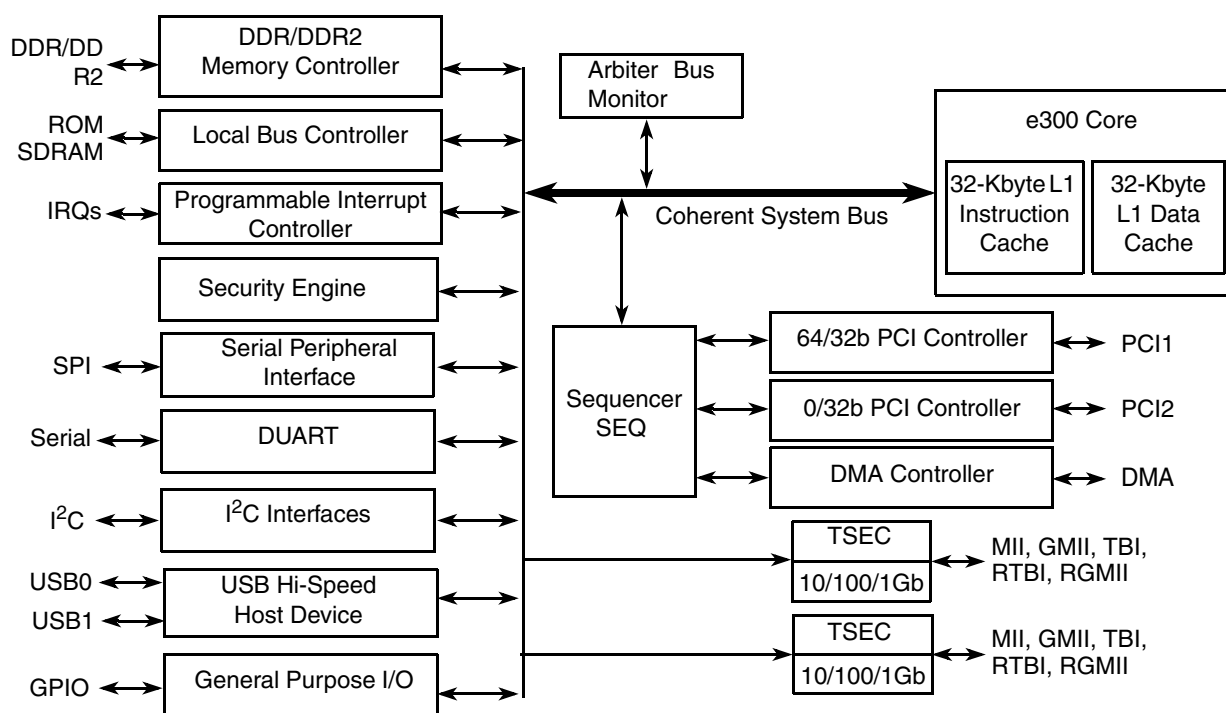 DDR/DD
R2
DDR/DDR2
Memory Controller
ROM
SDRAM
Local Bus Controller
IRQs
Programmable Interrupt
Controller
Security Engine
SPI
Serial Peripheral
Interface
Serial
DUART
I²C
I²C Interfaces
USB0
USB1
USB Hi-Speed
Host Device
GPIO
General Purpose I/O
Arbiter Bus
Monitor
Coherent System Bus
e300 Core
32-Kbyte L1
Instruction
Cache
32-Kbyte
L1 Data
Cache
Sequencer
SEQ
64/32b PCI Controller
PCI1
0/32b PCI Controller
PCI2
DMA Controller
DMA
TSEC
10/100/1Gb
MII, GMII, TBI,
RTBI, RGMII
TSEC
10/100/1Gb
MII, GMII, TBI,
RTBI, RGMII